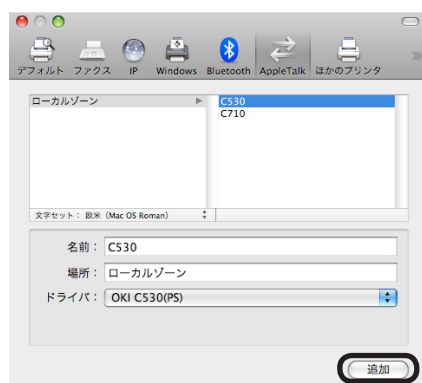 デフォルト ファクス IP Windows Bluetooth AppleTalk ほかのプリンタ
ローカルゾーン C530
C710
文字セット： 欧米 （Mac OS Roman）
名前： C530
場所： ローカルゾーン
ドライバ： OKI C530(PS)
追加